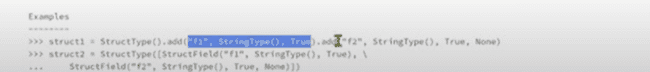 Examples
--------
>>> struct1 = StructType().add("f1", StringType(), True).add("f2", StringType(), True, None)
>>> struct2 = StructType([StructField("f1", StringType(), True), \
... StructField("f2", StringType(), True, None)])